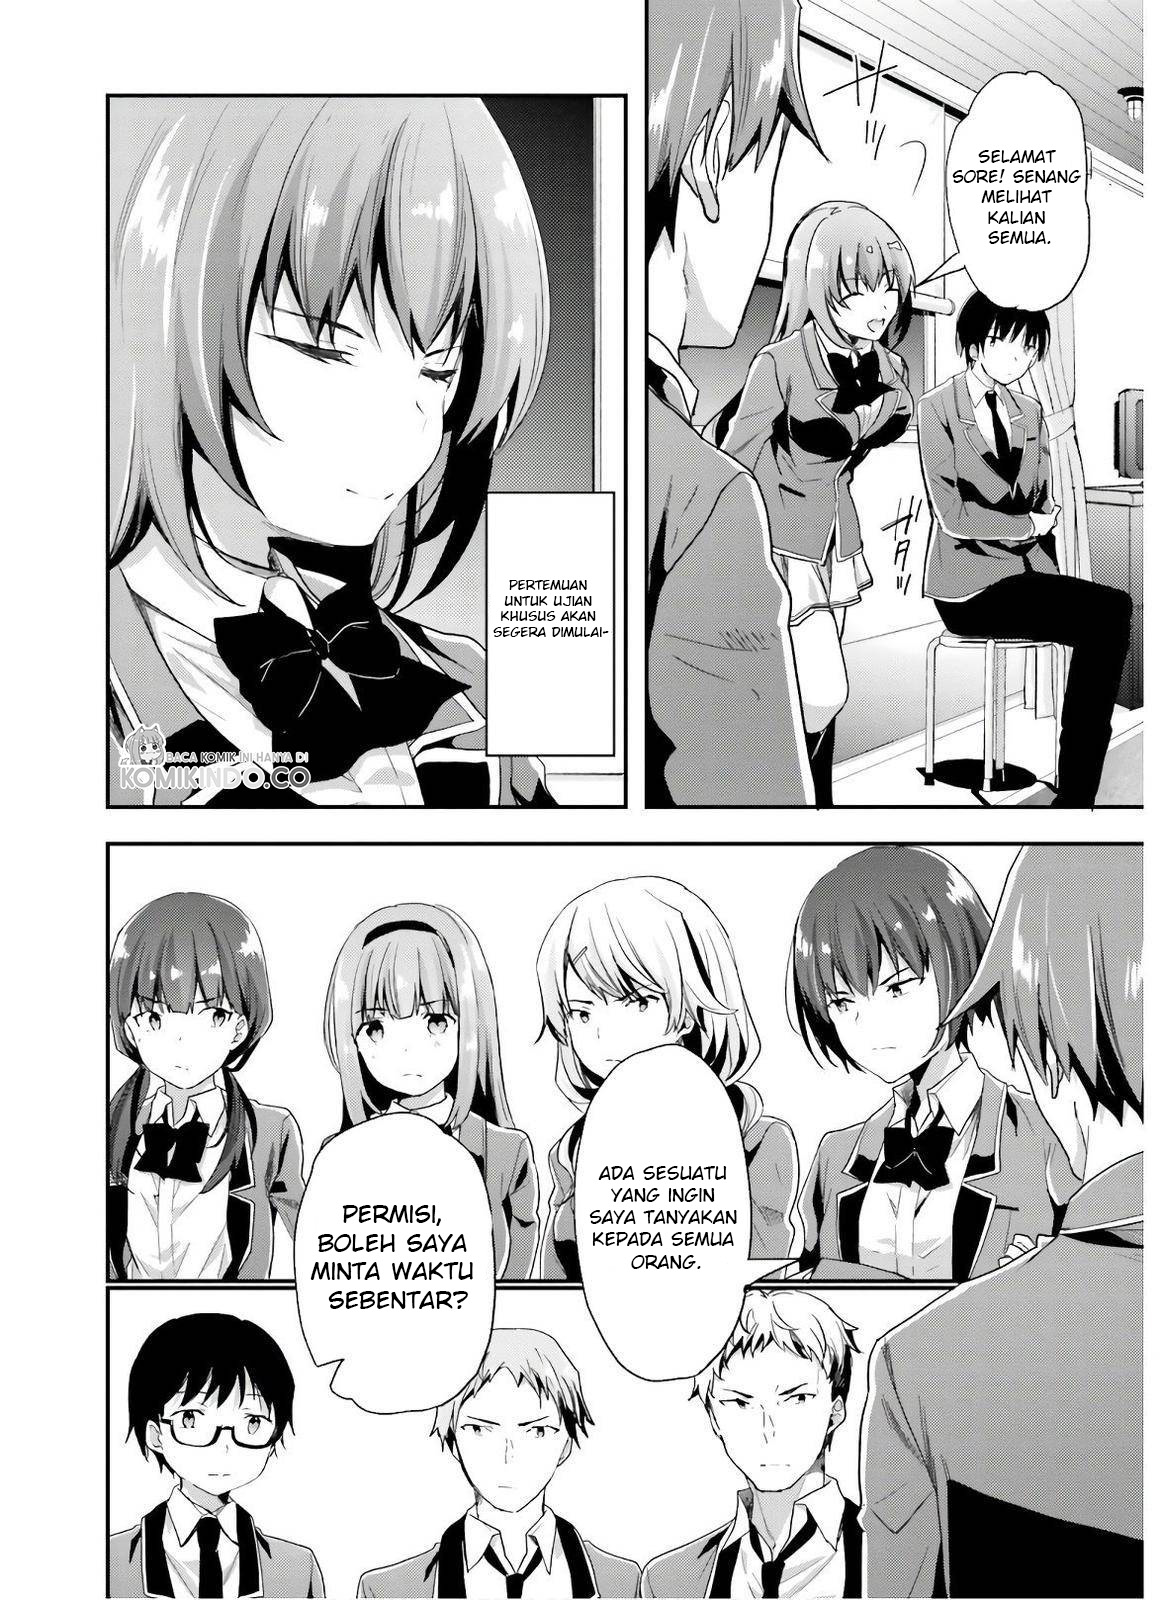 SELAMAT
SORE! SENANG
MELIHAT
KALIAN
SEMUA.
PERTEMUAN
UNTUK UJIAN
KHUSUS AKAN
SEGERA DIMULAI-
BACA KOMIK INI HANYA DI
KOMIKINDO.CO
ADA SESUATU
YANG INGIN
SAYA TANYAKAN
KEPADA SEMUA
ORANG.
PERMISI,
BOLEH SAYA
MINTA WAKTU
SEBENTAR?